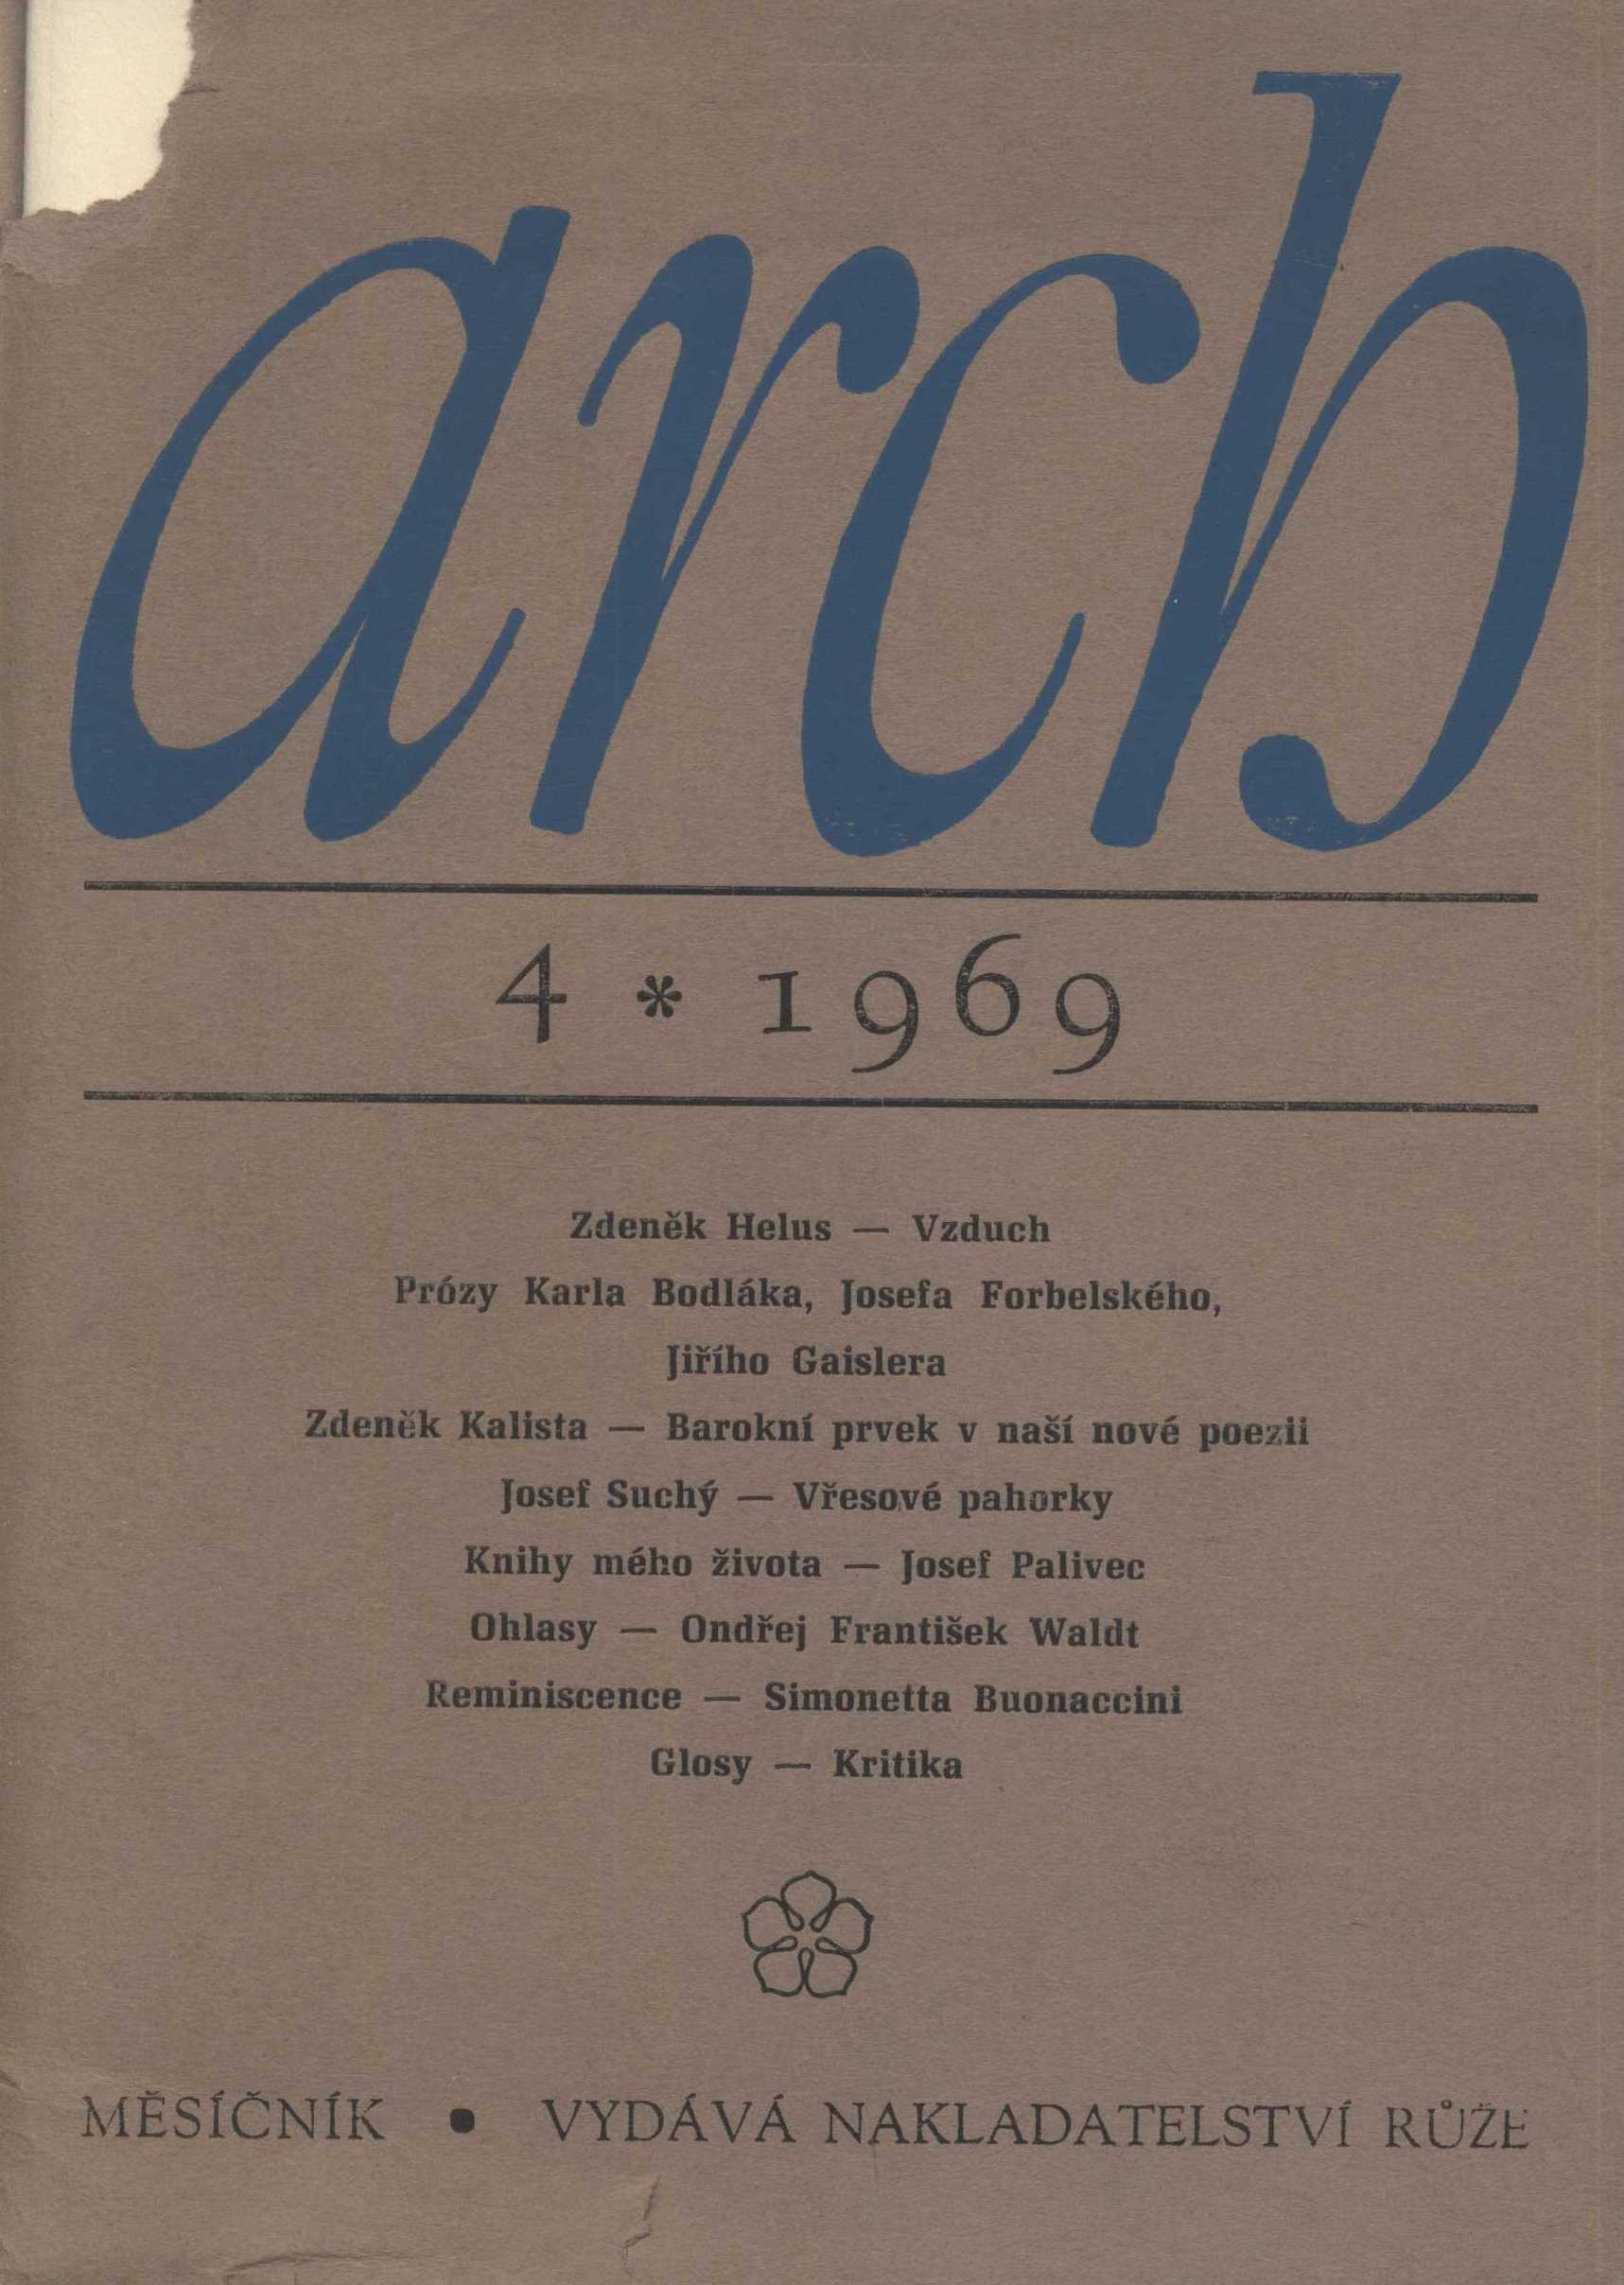 arch
4 * 1969
Zdeněk Helus — Vzduch
Prózy Karla Bodláka, Josefa Forbelského,
Jiřího Gaislera
Zdeněk Kalista — Barokní prvek v naší nové poezii
Josef Suchý — Vřesové pahorky
Knihy mého života — Josef Palivec
Ohlasy — Ondřej František Waldt
Reminiscence — Simonetta Buonaccini
Glosy — Kritika
MĚSÍČNÍK ● VYDÁVÁ NAKLADATELSTVÍ RŮŽE